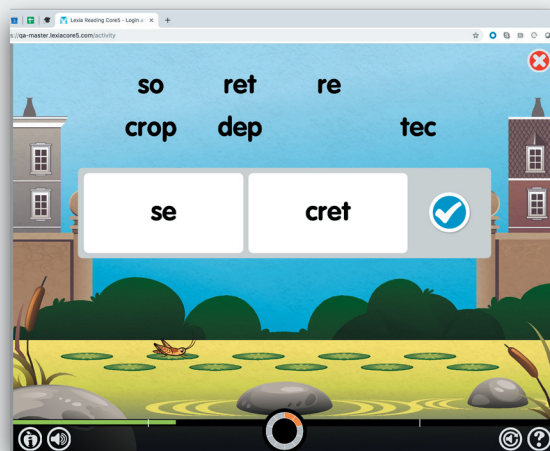 Lexia Reading Core5 - Login o
://qa-master.lexiacore5.com/activity
so ret re
crop dep tec
se cret
?